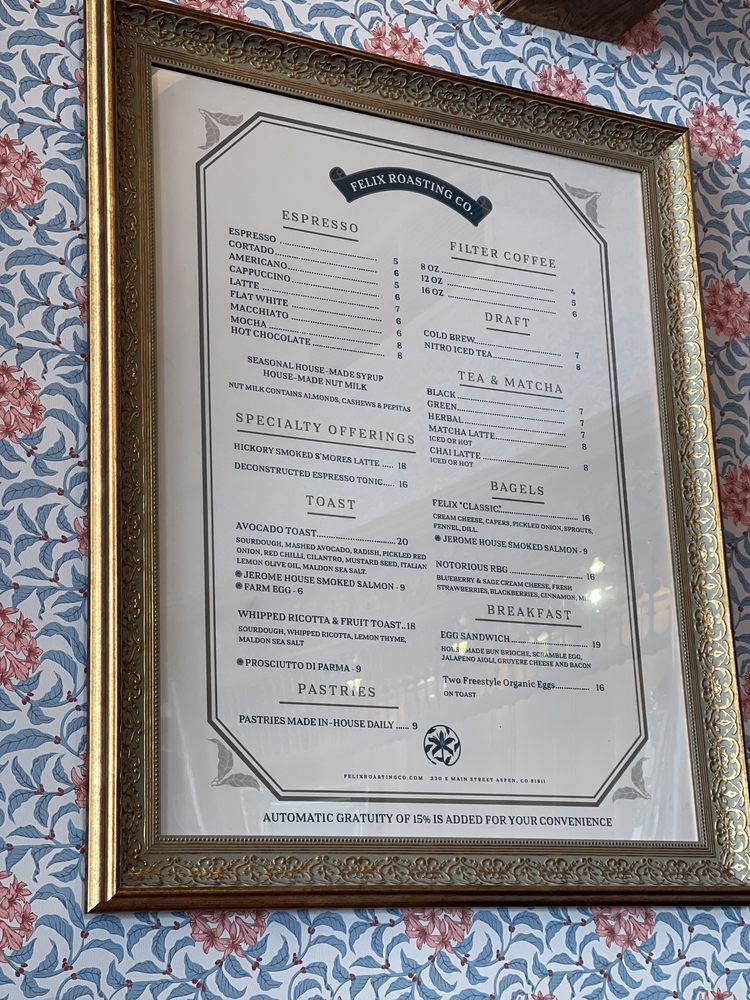 FELIX ROASTING CO.
ESPRESSO
ESPRESSO 5
CORTADO 6
AMERICANO 5
CAPPUCCINO 6
LATTE 7
FLAT WHITE 6
MACCHIATO 6
MOCHA 8
HOT CHOCOLATE 8
SEASONAL HOUSE-MADE SYRUP
HOUSE-MADE NUT MILK
NUT MILK CONTAINS ALMONDS, CASHEWS & PEPITAS
SPECIALTY OFFERINGS
HICKORY SMOKED S'MORES LATTE ..... 18
DECONSTRUCTED ESPRESSO TONIC..... 16
TOAST
AVOCADO TOAST 20
SOURDOUGH, MASHED AVOCADO, RADISH, PICKLED RED
ONION, RED CHILLI, CILANTRO, MUSTARD SEED, ITALIAN
LEMON OLIVE OIL, MALDON SEA SALT.
JEROME HOUSE SMOKED SALMON - 9
FARM EGG - 6
WHIPPED RICOTTA & FRUIT TOAST..18
SOURDOUGH, WHIPPED RICOTTA, LEMON THYME,
MALDON SEA SALT
PROSCIUTTO DI PARMA - 9
PASTRIES
PASTRIES MADE IN-HOUSE DAILY ...... 9
FILTER COFFEE
8 OZ 4
12 OZ 5
16 OZ 6
DRAFT
COLD BREW 7
NITRO ICED TEA 8
TEA & MATCHA
BLACK 7
GREEN 7
HERBAL 7
MATCHA LATTE 8
ICED OR HOT
CHAI LATTE 8
ICED OR HOT
BAGELS
FELIX "CLASSIC" 16
CREAM CHEESE, CAPERS, PICKLED ONION, SPROUTS,
FENNEL, DILL.
JEROME HOUSE SMOKED SALMON - 9
NOTORIOUS RBG 16
BLUEBERRY & SAGE CREAM CHEESE, FRESH
STRAWBERRIES, BLACKBERRIES, CINNAMON,
BREAKFAST
EGG SANDWICH 19
BUN BRIOCHE, SCRAMBLE EGG,
JALAPENO AIOLI, GRUYERE CHEESE AND BACON
Two Freestyle Organic Eggs 16
ON TOAST
FELIXROASTINGCO.COM 230 E MAIN STREET ASPEN, CO 81611
AUTOMATIC GRATUITY OF 15% IS ADDED FOR YOUR CONVENIENCE